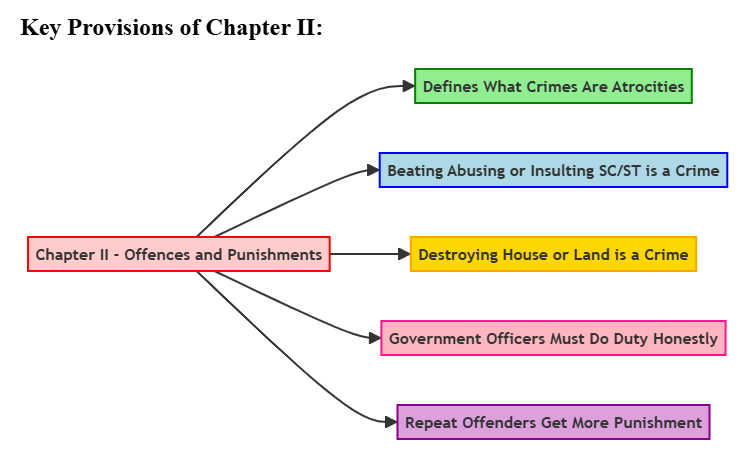 Key Provisions of Chapter II:
Defines What Crimes Are Atrocities
Beating Abusing or Insulting SC/ST is a Crime
Chapter II - Offences and Punishments
Destroying House or Land is a Crime
Government Officers Must Do Duty Honestly
Repeat Offenders Get More Punishment